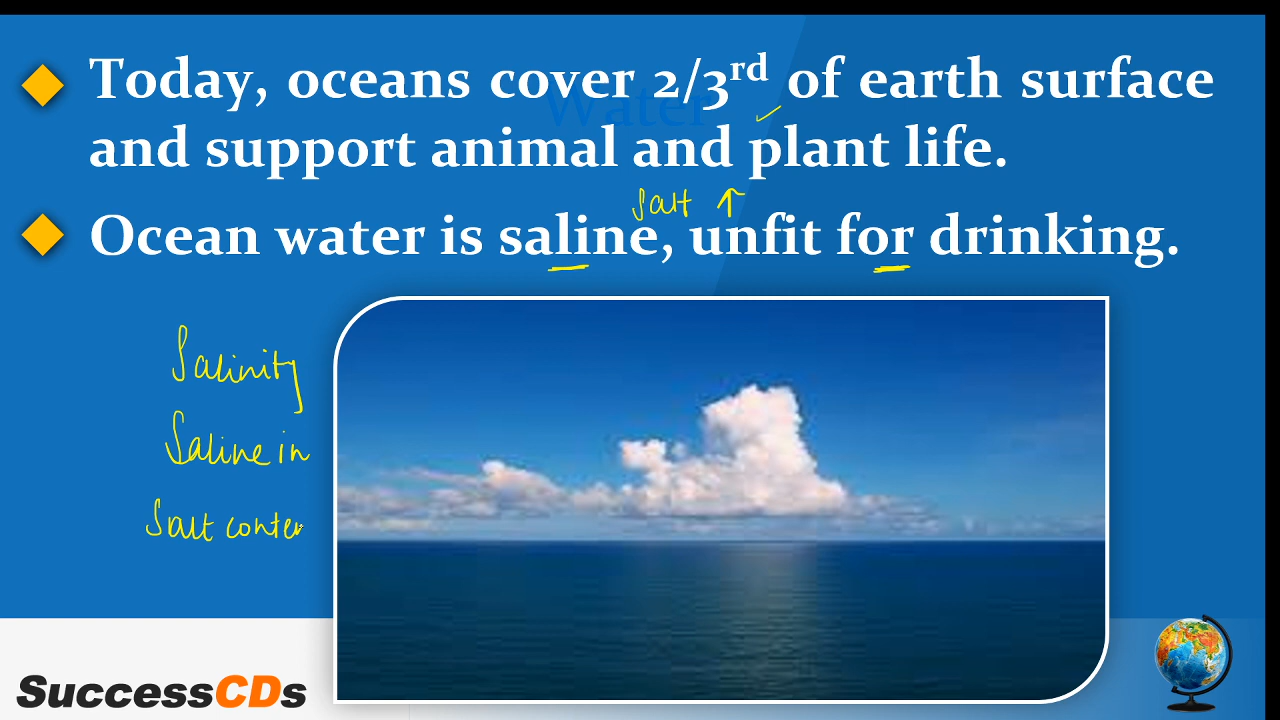 Water
Today, oceans cover 2/3rd of earth surface
and support animal and plant life.
Salt ↑
Ocean water is saline, unfit for drinking.
Salinity
Saline in
Salt conten
SuccessCDs